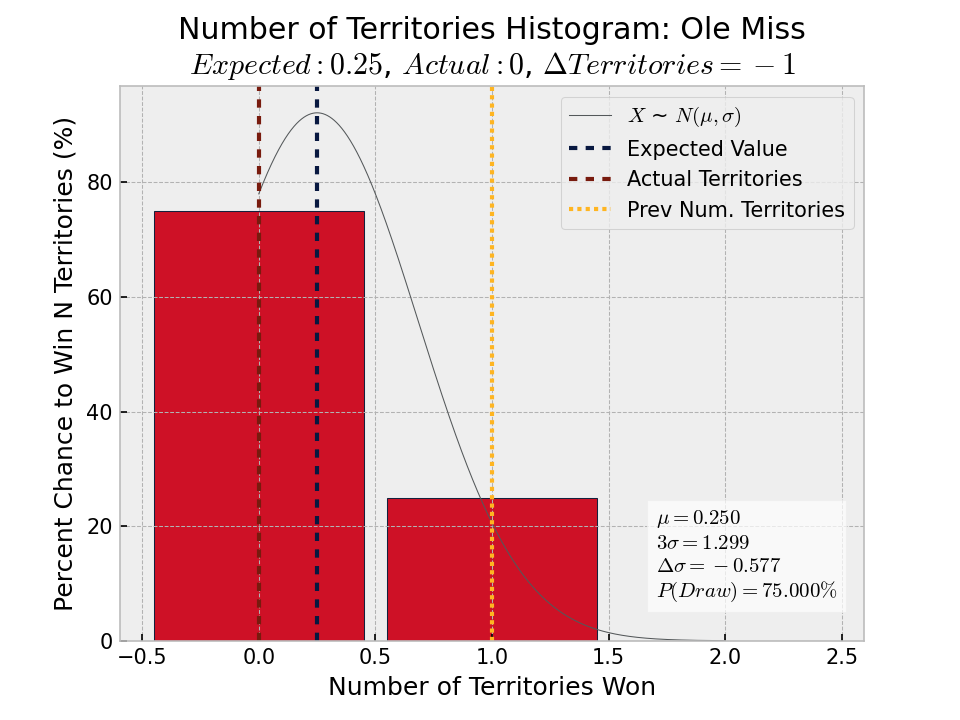 Number of Territories Histogram: Ole Miss
Expected : 0.25, Actual : 0, ΔTerritories = −1
Percent Chance to Win N Territories (%)
80
60
40
20
0
X ~ N(μ, σ)
Expected Value
Actual Territories
Prev Num. Territories
μ = 0.250
3σ = 1.299
Δσ = −0.577
P(Draw) = 75.000%
−0.5 0.0 0.5 1.0 1.5 2.0 2.5
Number of Territories Won